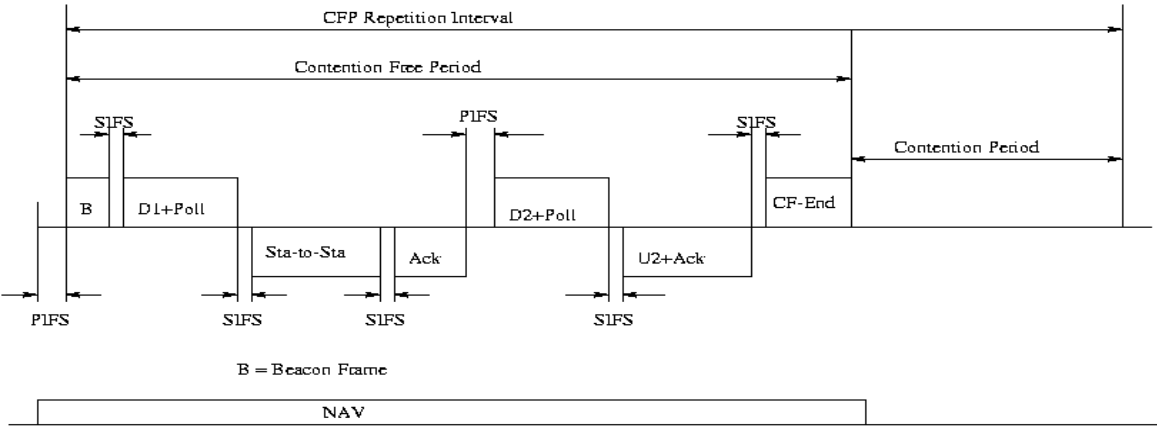 CFP Repetition Interval
Contention Free Period
SIFS
PIFS
SIFS
Contention Period
B
D1+Poll
D2+Poll
CF-End
Sta-to-Sta
Ack
U2+Ack
PIFS
SIFS
SIFS
SIFS
B = Beacon Frame
NAV